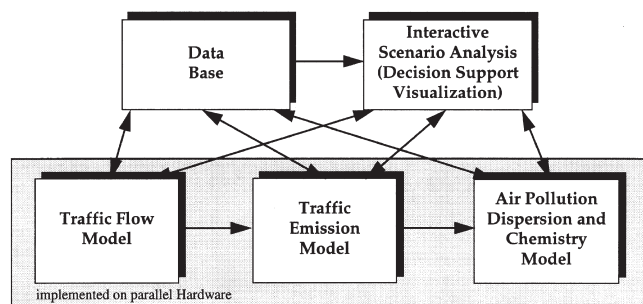 Data
Base
Interactive
Scenario Analysis
(Decision Support
Visualization)
Traffic Flow
Model
Traffic
Emission
Model
Air Pollution
Dispersion and
Chemistry
Model
implemented on parallel Hardware